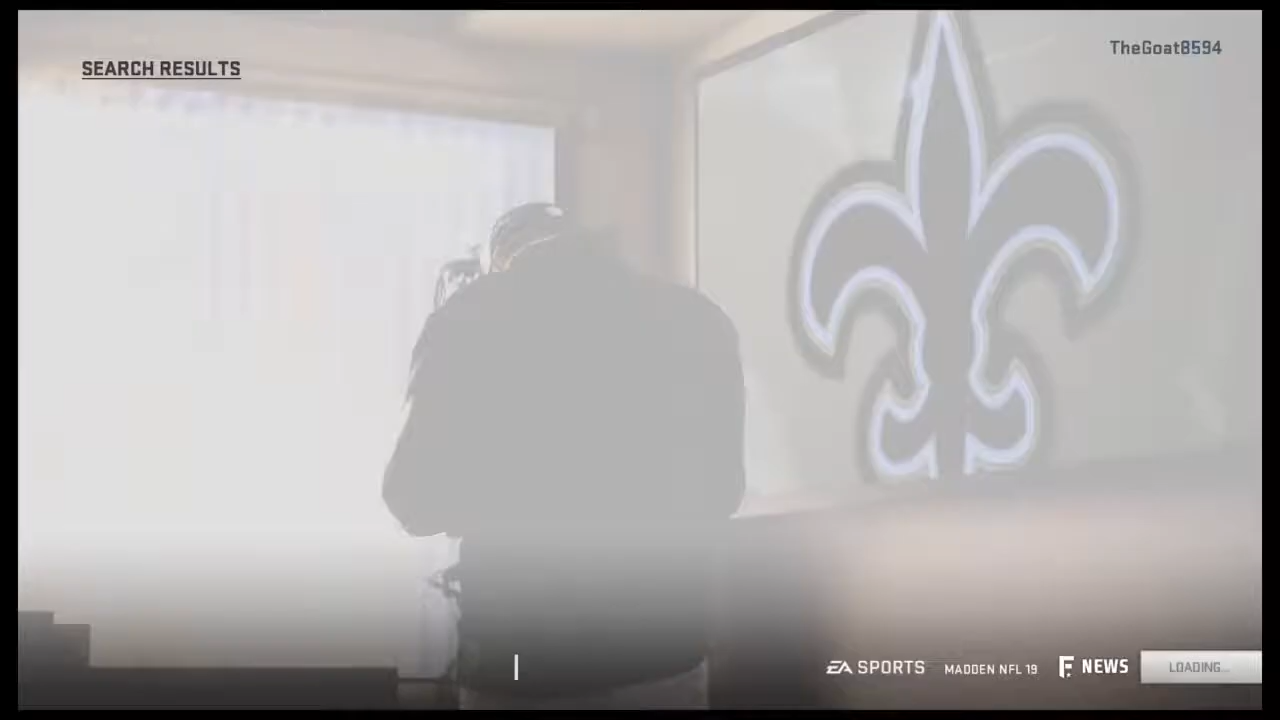 SEARCH RESULTS
TheGoat8594
EA SPORTS MADDEN NFL 19 F NEWS LOADING...